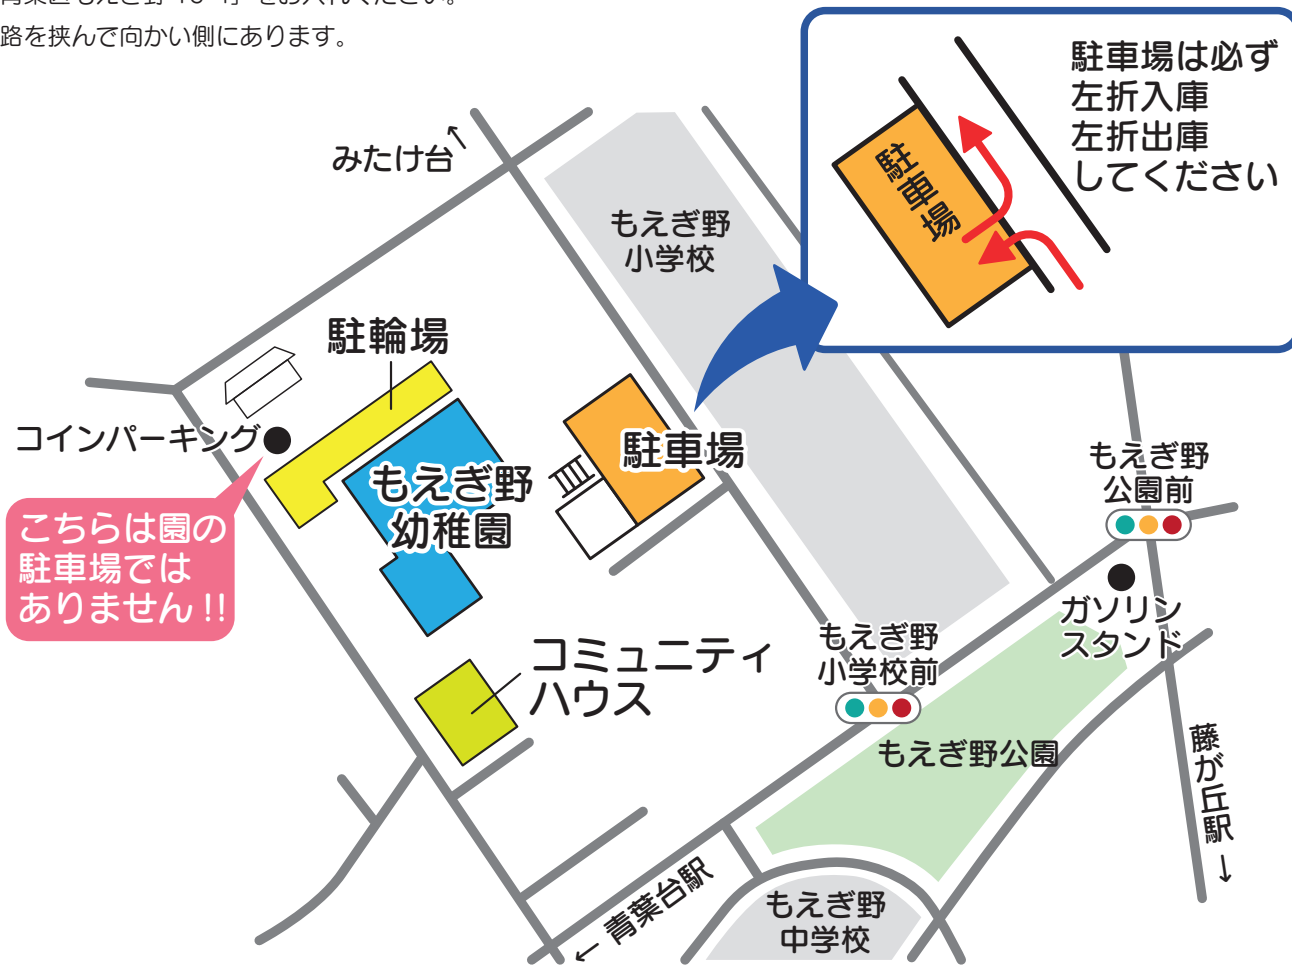 路を挟んで向かい側にあります。
駐車場は必ず
左折入庫
左折出庫
してください
駐車場
みたけ台↑
もえぎ野
小学校
駐輪場
コインパーキング
駐車場
もえぎ野
幼稚園
もえぎ野
公園前
こちらは園の
駐車場では
ありません!!
ガソリン
スタンド
コミュニティ
ハウス
もえぎ野
小学校前
もえぎ野公園
藤が丘駅→
←青葉台駅
もえぎ野
中学校